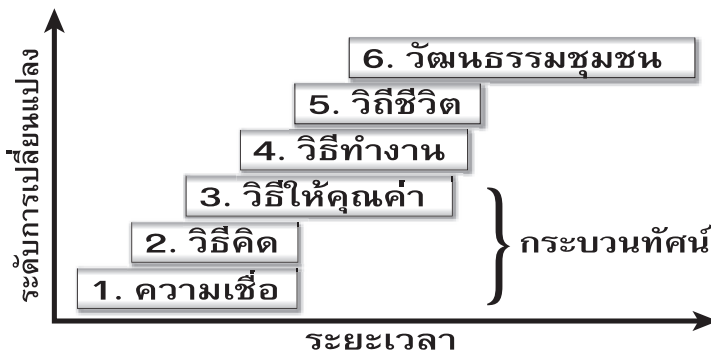 ระดับการเปลี่ยนแปลง
6. วัฒนธรรมชุมชน
5. วิถีชีวิต
4. วิธีทำงาน
3. วิธีให้คุณค่า
2. วิธีคิด
1. ความเชื่อ
กระบวนทัศน์
ระยะเวลา